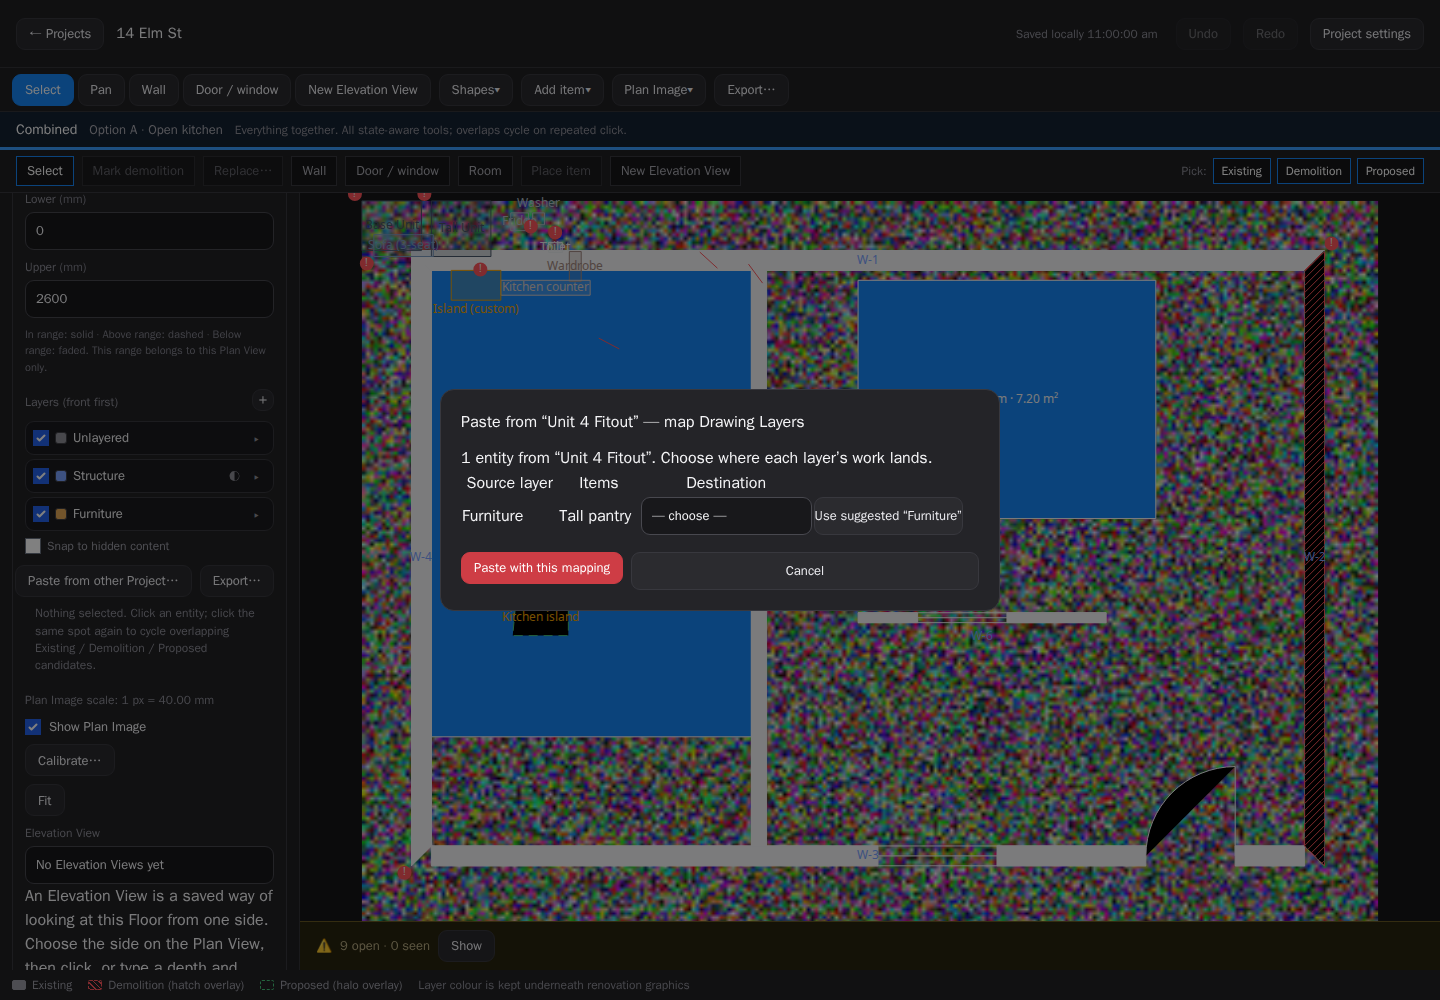 ← Projects
14 Elm St
Saved locally 11:00:00 am
Undo
Redo
Project settings
Select
Pan
Wall
Door / window
New Elevation View
Shapes▾
Add item▾
Plan Image▾
Export⋯
Combined
Option A · Open kitchen
Everything together. All state-aware tools; overlaps cycle on repeated click.
Select
Mark demolition
Replace⋯
Wall
Door / window
Room
Place item
New Elevation View
Pick:
Existing
Demolition
Proposed
Lower (mm)
0
Upper (mm)
2600
In range: solid · Above range: dashed · Below
range: faded. This range belongs to this Plan View
only.
Layers (front first)
+
Unlayered
Structure
Furniture
Snap to hidden content
Paste from other Project⋯
Export⋯
Nothing selected. Click an entity; click the
same spot again to cycle overlapping
Existing / Demolition / Proposed
candidates.
Plan Image scale: 1 px = 40.00 mm
Show Plan Image
Calibrate⋯
Fit
Elevation View
No Elevation Views yet
An Elevation View is a saved way of
looking at this Floor from one side.
Choose the side on the Plan View,
then click, or type a depth and
Washer
Toilet
Wardrobe
Kitchen counter
Island (custom)
W-1
m · 7.20 m²
W-4
W-2
Kitchen island
W-3
Paste from “Unit 4 Fitout” — map Drawing Layers
1 entity from “Unit 4 Fitout”. Choose where each layer’s work lands.
Source layer
Items
Destination
Furniture
Tall pantry
— choose —
Use suggested “Furniture”
Paste with this mapping
Cancel
9 open · 0 seen
Show
Existing
Demolition (hatch overlay)
Proposed (halo overlay)
Layer colour is kept underneath renovation graphics